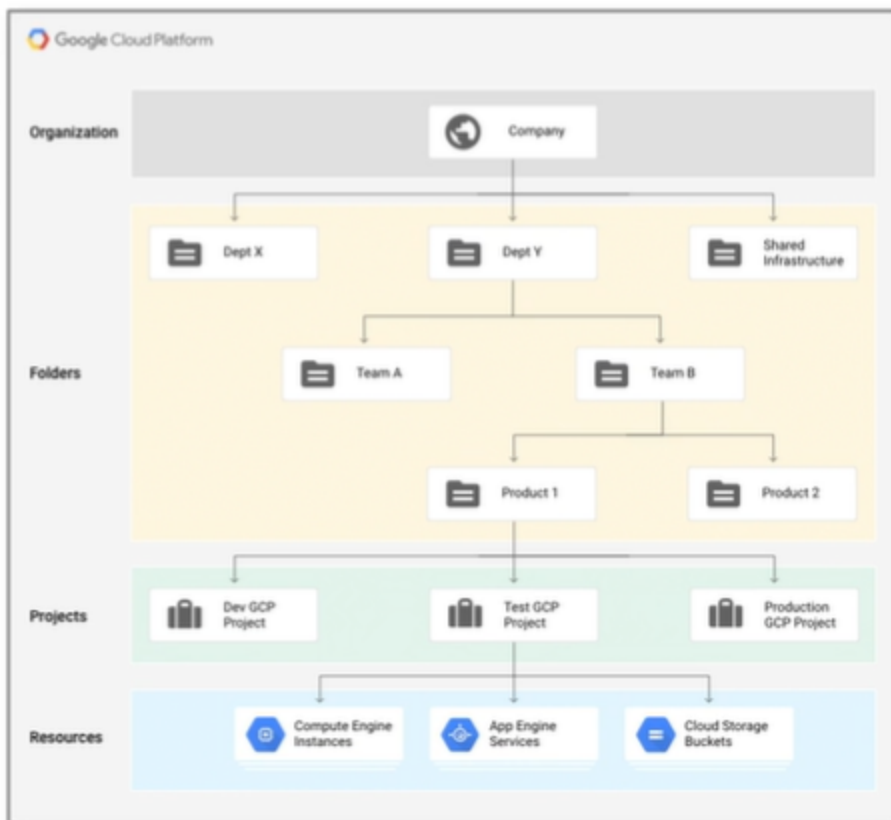 Google Cloud Platform
Organization
Company
Dept X
Dept Y
Shared
Infrastructure
Folders
Team A
Team B
Product 1
Product 2
Projects
Dev GCP
Project
Test GCP
Project
Production
GCP Project
Resources
Compute Engine
Instances
App Engine
Services
Cloud Storage
Buckets